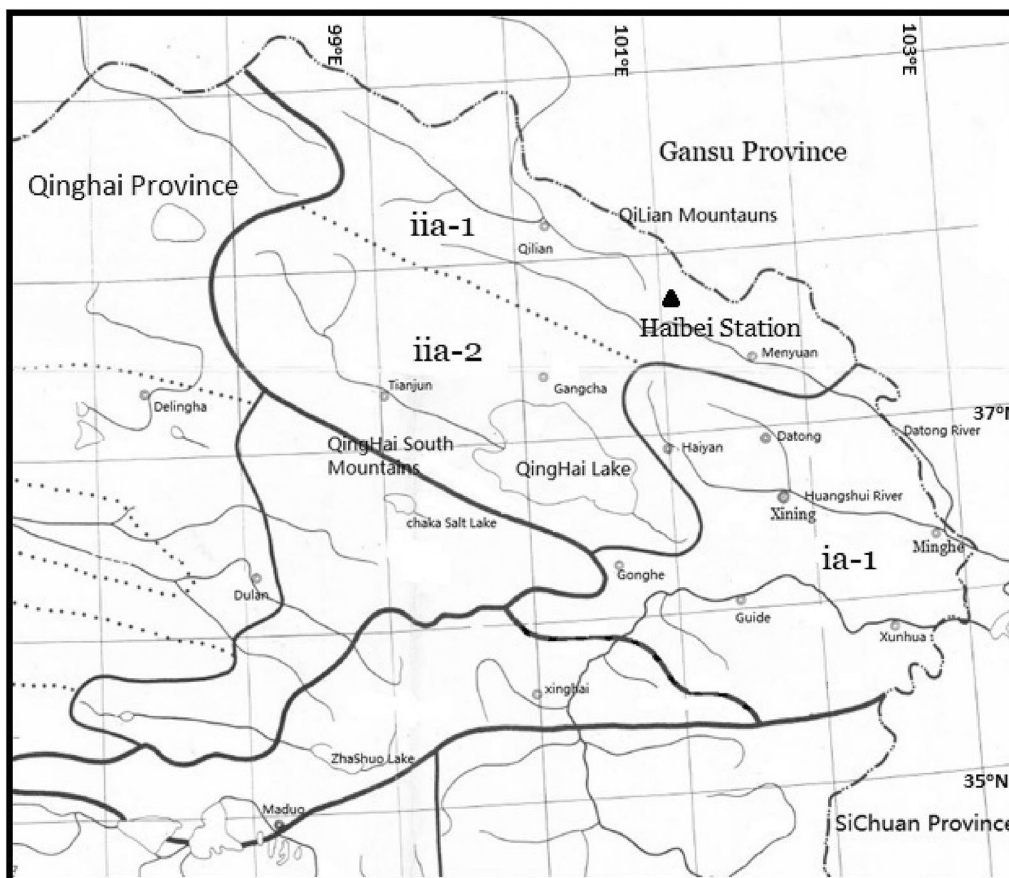 99°E
101°E
103°E
Gansu Province
Qinghai Province
QiLian Mountauns
iia-1
Qilian
Haibei Station
Menyuan
iia-2
Tianjun
Gangcha
Delingha
37°N
Datong River
QingHai South
Mountains
QingHai Lake
Haiyan
Datong
Huangshui River
Xining
chaka Salt Lake
Minghe
ia-1
Gonghe
Dulan
Guide
Xunhua
xinghai
ZhaShuo Lake
35°N
Maduo
SiChuan Province